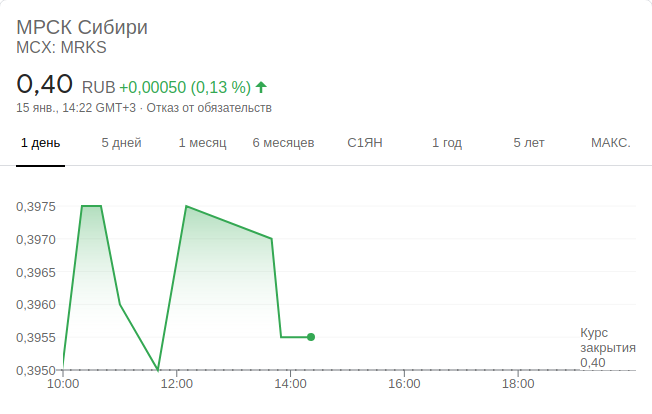 МРСК Сибири
MCX: MRKS
0,40 RUB +0,00050 (0,13 %)
15 янв., 14:22 GMT+3 · Отказ от обязательств
1 день 5 дней 1 месяц 6 месяцев С1ЯН 1 год 5 лет МАКС.
0,3975
0,3970
0,3965
0,3960
0,3955
0,3950
Курс
закрытия
0,40
10:00 12:00 14:00 16:00 18:00